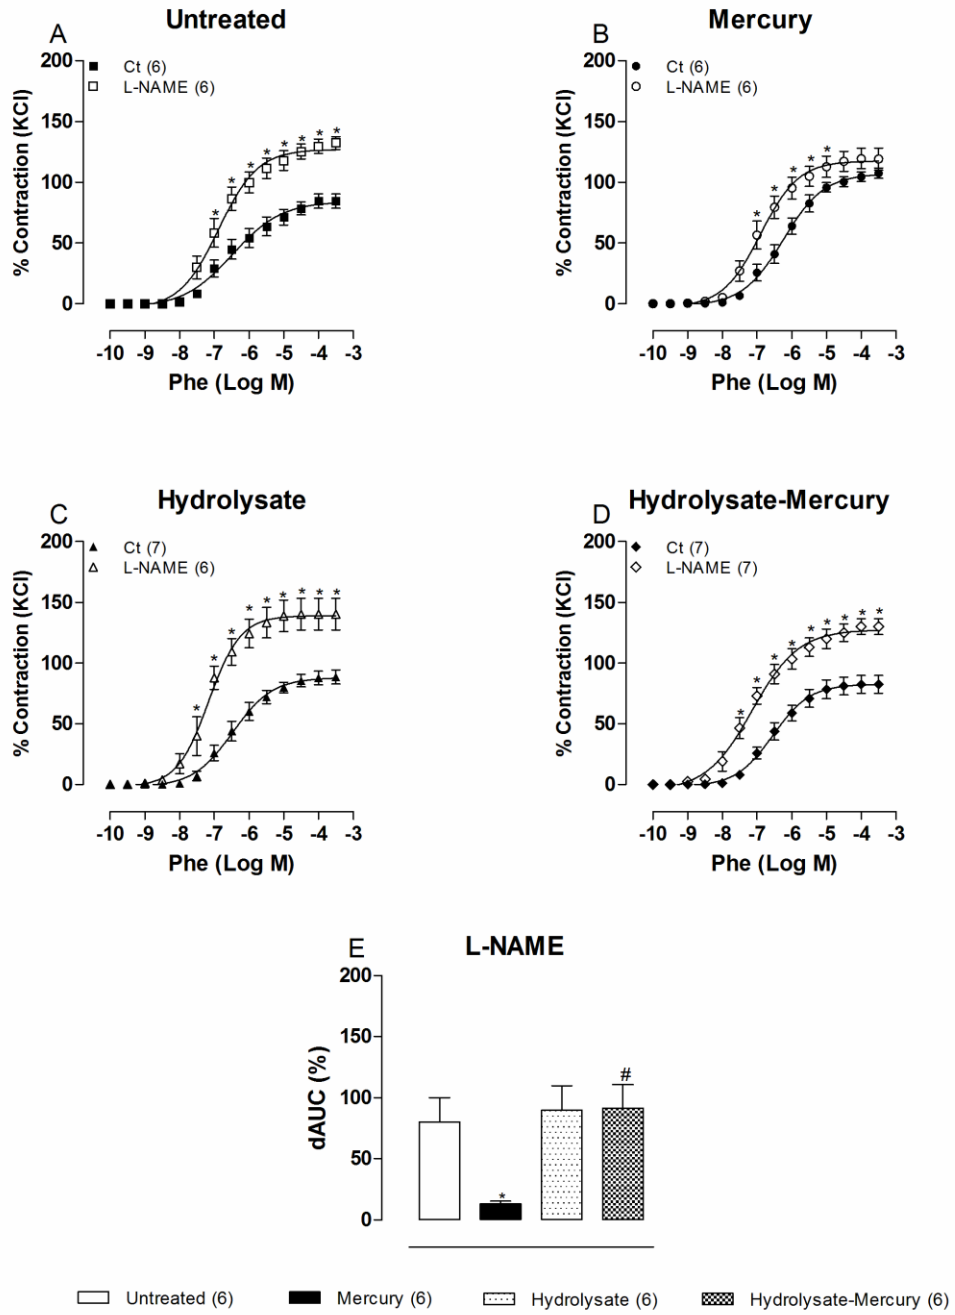 A
Untreated
Ct (6)
L-NAME (6)
% Contraction (KCl)
200
150
100
50
0
* * * * * * * *
-10 -9 -8 -7 -6 -5 -4 -3
Phe (Log M)
B
Mercury
Ct (6)
L-NAME (6)
% Contraction (KCl)
200
150
100
50
0
* * * * *
-10 -9 -8 -7 -6 -5 -4 -3
Phe (Log M)
C
Hydrolysate
Ct (7)
L-NAME (6)
% Contraction (KCl)
200
150
100
50
0
* * * * * * * * *
-10 -9 -8 -7 -6 -5 -4 -3
Phe (Log M)
D
Hydrolysate-Mercury
Ct (7)
L-NAME (7)
% Contraction (KCl)
200
150
100
50
0
* * * * * * * * *
-10 -9 -8 -7 -6 -5 -4 -3
Phe (Log M)
E
L-NAME
dAUC (%)
200
150
100
50
0
*
#
Untreated (6) Mercury (6) Hydrolysate (6) Hydrolysate-Mercury (6)